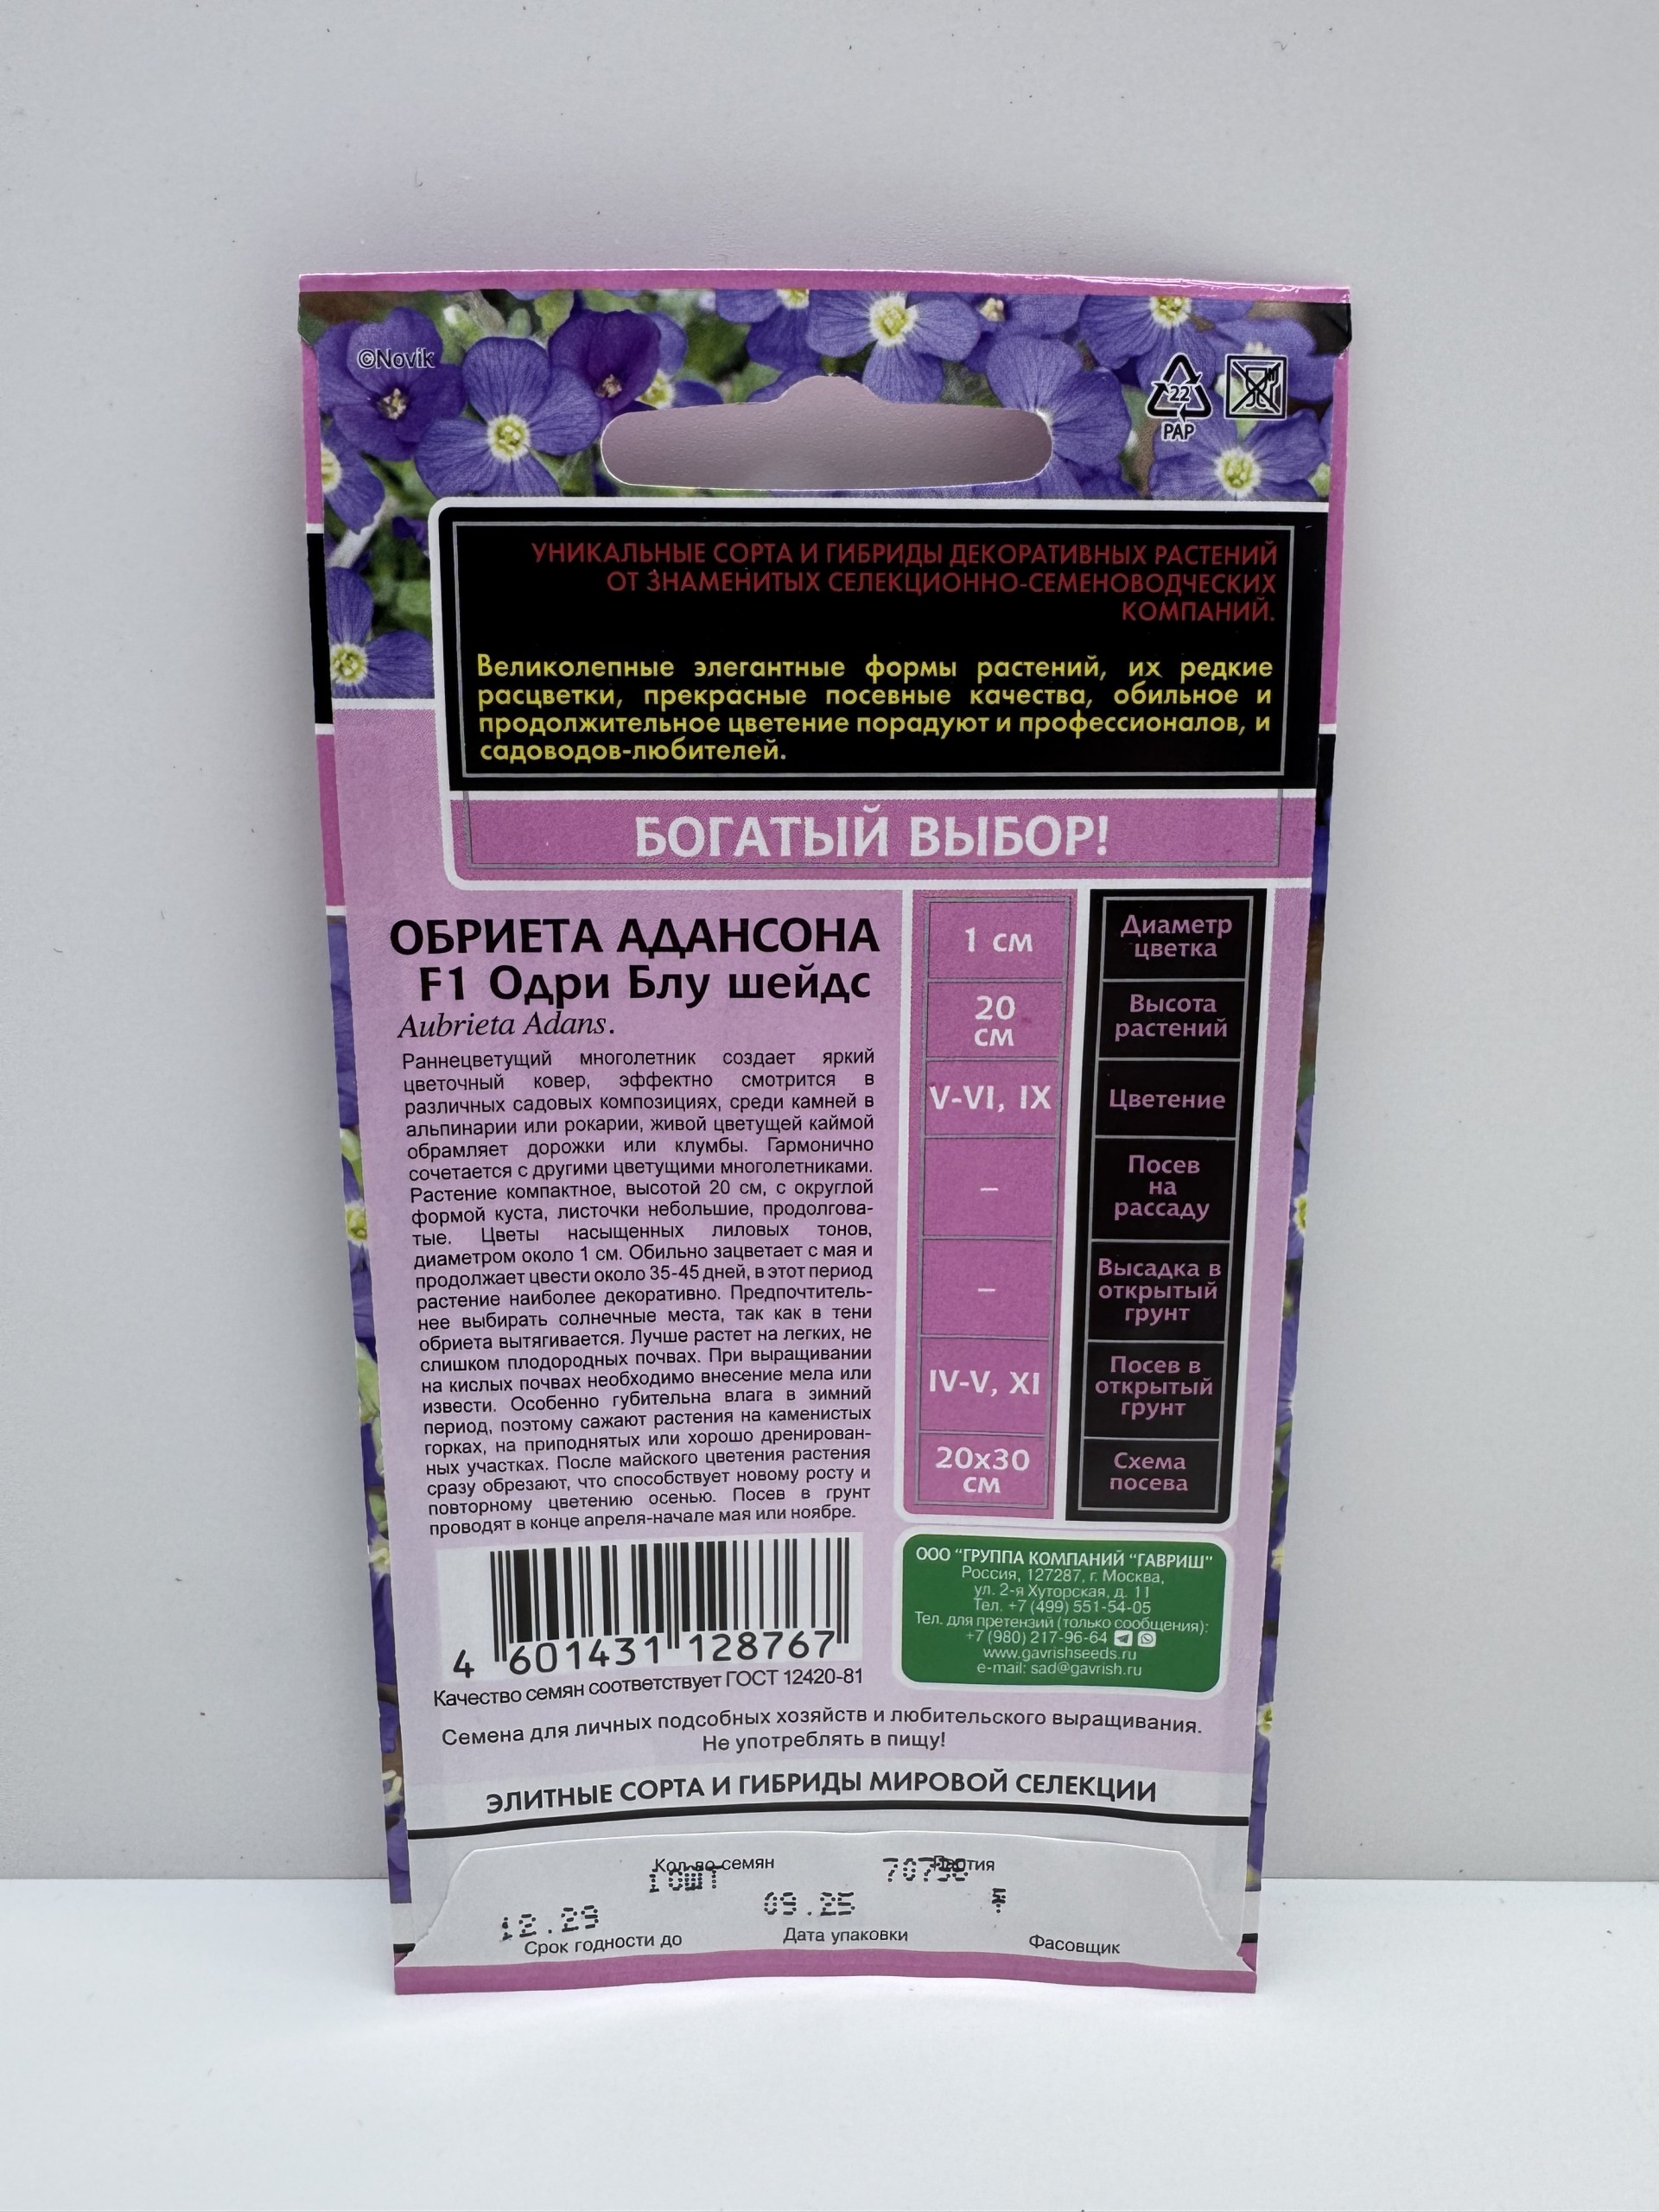 ©Novik
22
PAP
УНИКАЛЬНЫЕ СОРТА И ГИБРИДЫ ДЕКОРАТИВНЫХ РАСТЕНИЙ
ОТ ЗНАМЕНИТЫХ СЕЛЕКЦИОННО-СЕМЕНОВОДЧЕСКИХ
КОМПАНИЙ.
Великолепные элегантные формы растений, их редкие
расцветки, прекрасные посевные качества, обильное и
продолжительное цветение порадуют и профессионалов, и
садоводов-любителей.
БОГАТЫЙ ВЫБОР!
ОБРИЕТА АДАНСОНА
F1 Одри Блу шейдс
Aubrieta Adans.
Раннецветущий многолетник создает яркий
цветочный ковер, эффектно смотрится в
различных садовых композициях, среди камней в
альпинарии или рокарии, живой цветущей каймой
обрамляет дорожки или клумбы. Гармонично
сочетается с другими цветущими многолетниками.
Растение компактное, высотой 20 см, с округлой
формой куста, листочки небольшие, продолгова-
тые. Цветы насыщенных лиловых тонов,
диаметром около 1 см. Обильно зацветает с мая и
продолжает цвести около 35-45 дней, в этот период
растение наиболее декоративно. Предпочтитель-
нее выбирать солнечные места, так как в тени
обриета вытягивается. Лучше растет на легких, не
слишком плодородных почвах. При выращивании
на кислых почвах необходимо внесение мела или
извести. Особенно губительна влага в зимний
период, поэтому сажают растения на каменистых
горках, на приподнятых или хорошо дренирован-
ных участках. После майского цветения растения
сразу обрезают, что способствует новому росту и
повторному цветению осенью. Посев в грунт
проводят в конце апреля-начале мая или ноябре.
1 см
Диаметр
цветка
20
см
Высота
растений
V-VI, IX
Цветение
–
Посев
на
рассаду
–
Высадка в
открытый
грунт
IV-V, XI
Посев в
открытый
грунт
20х30
см
Схема
посева
4 601431 128767
Качество семян соответствует ГОСТ 12420-81
ООО "ГРУППА КОМПАНИЙ "ГАВРИШ"
Россия, 127287, г. Москва,
ул. 2-я Хуторская, д. 11
Тел. +7 (499) 551-54-05
Тел. для претензий (только сообщения):
+7 (980) 217-96-64
www.gavrishseeds.ru
e-mail: sad@gavrish.ru
Семена для личных подсобных хозяйств и любительского выращивания.
Не употреблять в пищу!
ЭЛИТНЫЕ СОРТА И ГИБРИДЫ МИРОВОЙ СЕЛЕКЦИИ
Кол-во семян
Партия
10шт
12.29
09.25
Срок годности до
Дата упаковки
Фасовщик